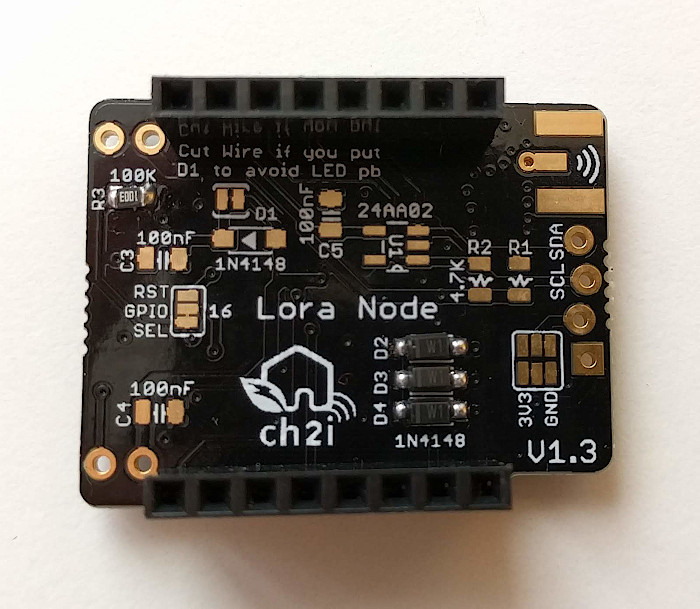 Cut Wire if you put
D1 to avoid LED pb
100K
R3
D1
1N4148
100nF
C5
24AA02
U14
R2
R1
4.7K
SDA
SCL
100nF
C3
RST
GPIO
SEL
16
Lora Node
D2
D3
D4
1N4148
100nF
C4
ch2i
3V3
GND
V1.3